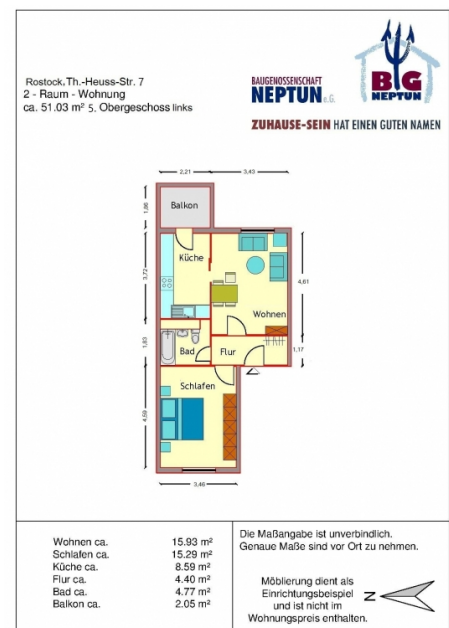 Rostock,Th.-Heuss-Str. 7
2 - Raum - Wohnung
ca. 51.03 m² 5. Obergeschoss links
BAUGENOSSENSCHAFT
NEPTUN e.G.
BG
NEPTUN
ZUHAUSE-SEIN HAT EINEN GUTEN NAMEN
2,21
3,43
1,86
Balkon
Küche
3,72
4,61
Wohnen
1,83
Bad
Flur
1,17
Schlafen
4,59
3,46
Wohnen ca. 15.93 m²
Schlafen ca. 15.29 m²
Küche ca. 8.59 m²
Flur ca. 4.40 m²
Bad ca. 4.77 m²
Balkon ca. 2.05 m²
Die Maßangabe ist unverbindlich.
Genaue Maße sind vor Ort zu nehmen.
Möblierung dient als
Einrichtungsbeispiel
und ist nicht im
Wohnungspreis enthalten.
N